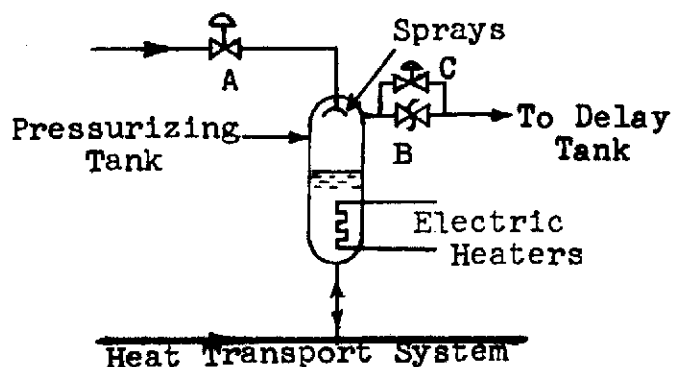 Sprays
A
C
Pressurizing
Tank
B
To Delay
Tank
Electric
Heaters
Heat Transport System